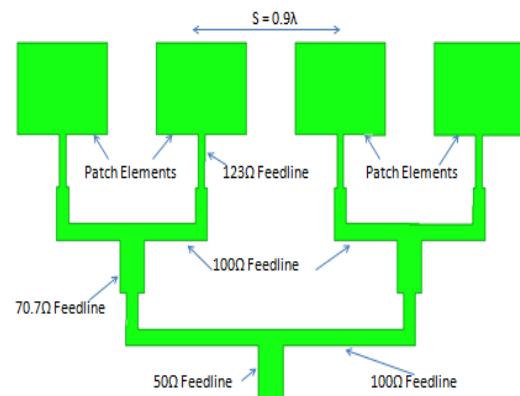 S = 0.9λ
Patch Elements
123Ω Feedline
Patch Elements
100Ω Feedline
70.7Ω Feedline
50Ω Feedline
100Ω Feedline